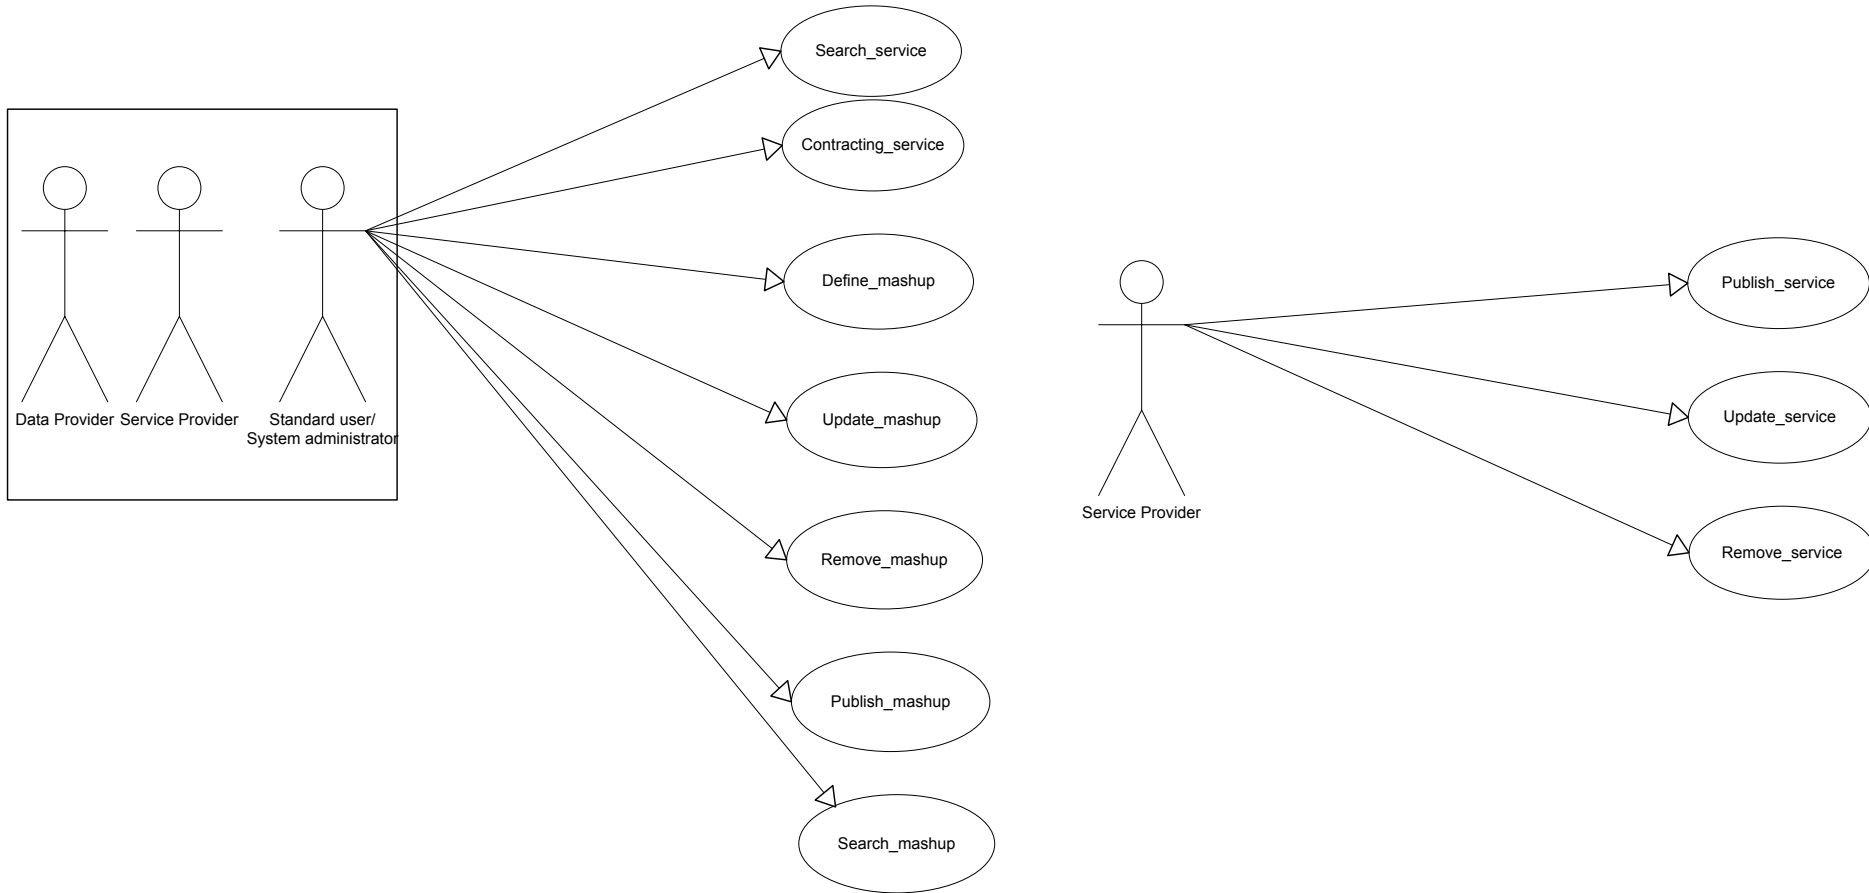 Search_service
Contracting_service
Define_mashup
Update_mashup
Remove_mashup
Publish_mashup
Search_mashup
Data Provider
Service Provider
Standard user/
System administrator
Service Provider
Publish_service
Update_service
Remove_service